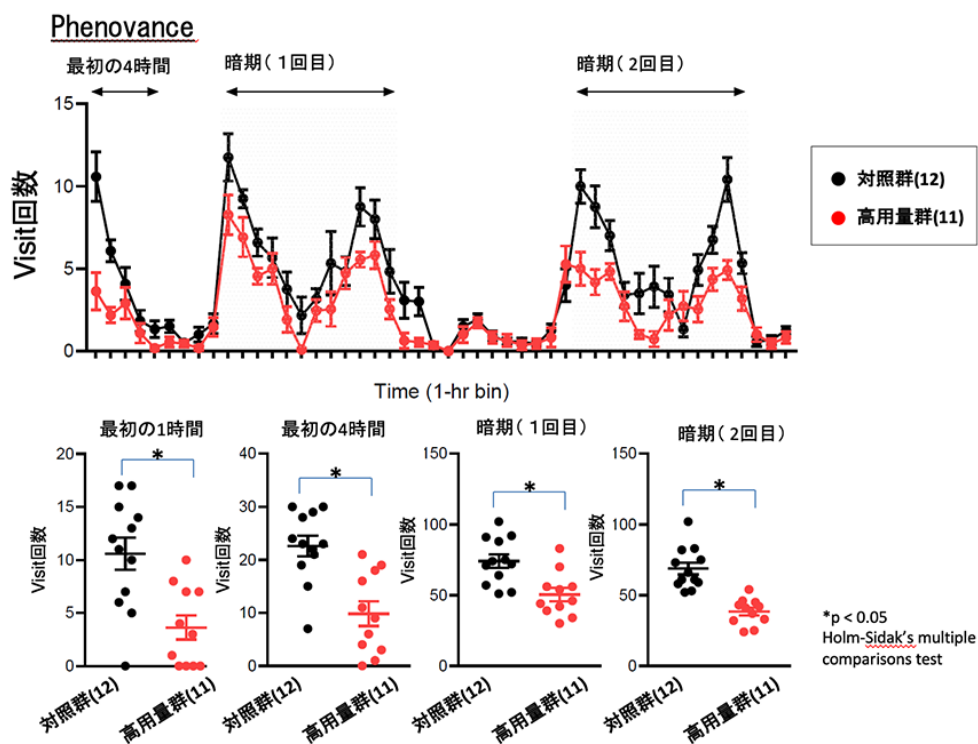 Phenovance
最初の4時間
暗期(1回目)
暗期(2回目)
15
10
5
0
Visit回数
Time (1-hr bin)
対照群(12)
高用量群(11)
最初の1時間
20
15
10
5
0
Visit回数
*
対照群(12)
高用量群(11)
最初の4時間
40
30
20
10
0
Visit回数
*
対照群(12)
高用量群(11)
暗期(1回目)
150
100
50
0
Visit回数
*
対照群(12)
高用量群(11)
暗期(2回目)
150
100
50
0
Visit回数
*
対照群(12)
高用量群(11)
*p < 0.05
Holm-Sidak's multiple
comparisons test